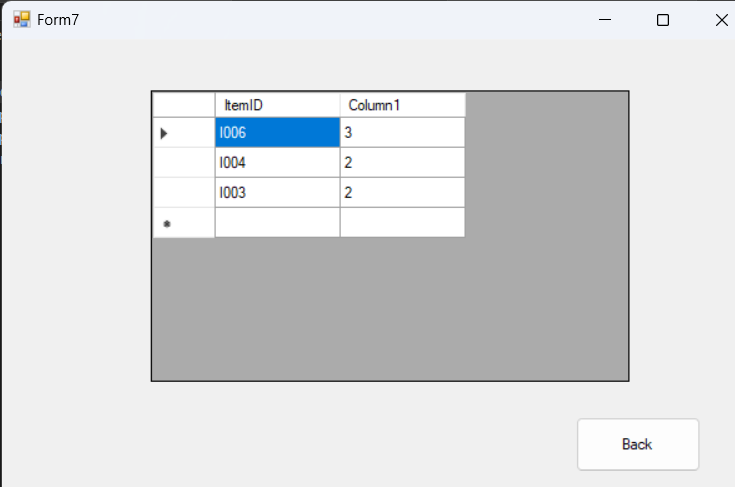 Form7
ItemID Column1
I006 3
I004 2
I003 2
Back